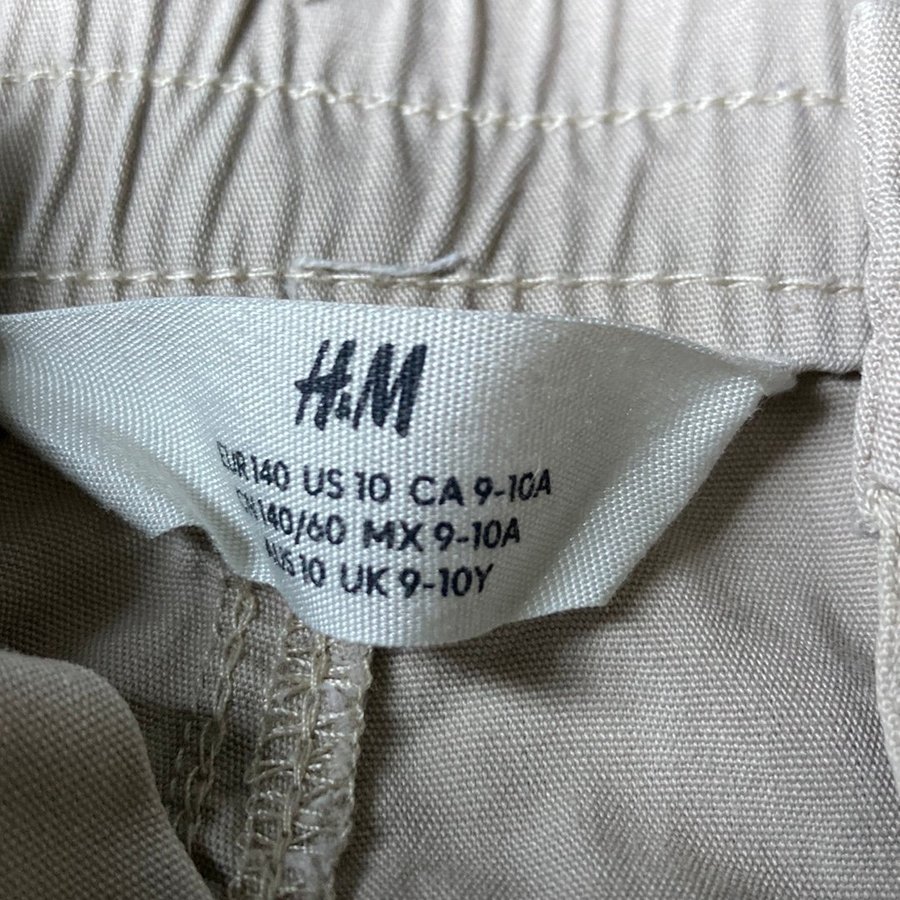 H&M
EUR 140 US 10 CA 9-10A
CN 140/60 MX 9-10A
AUS 10 UK 9-10Y